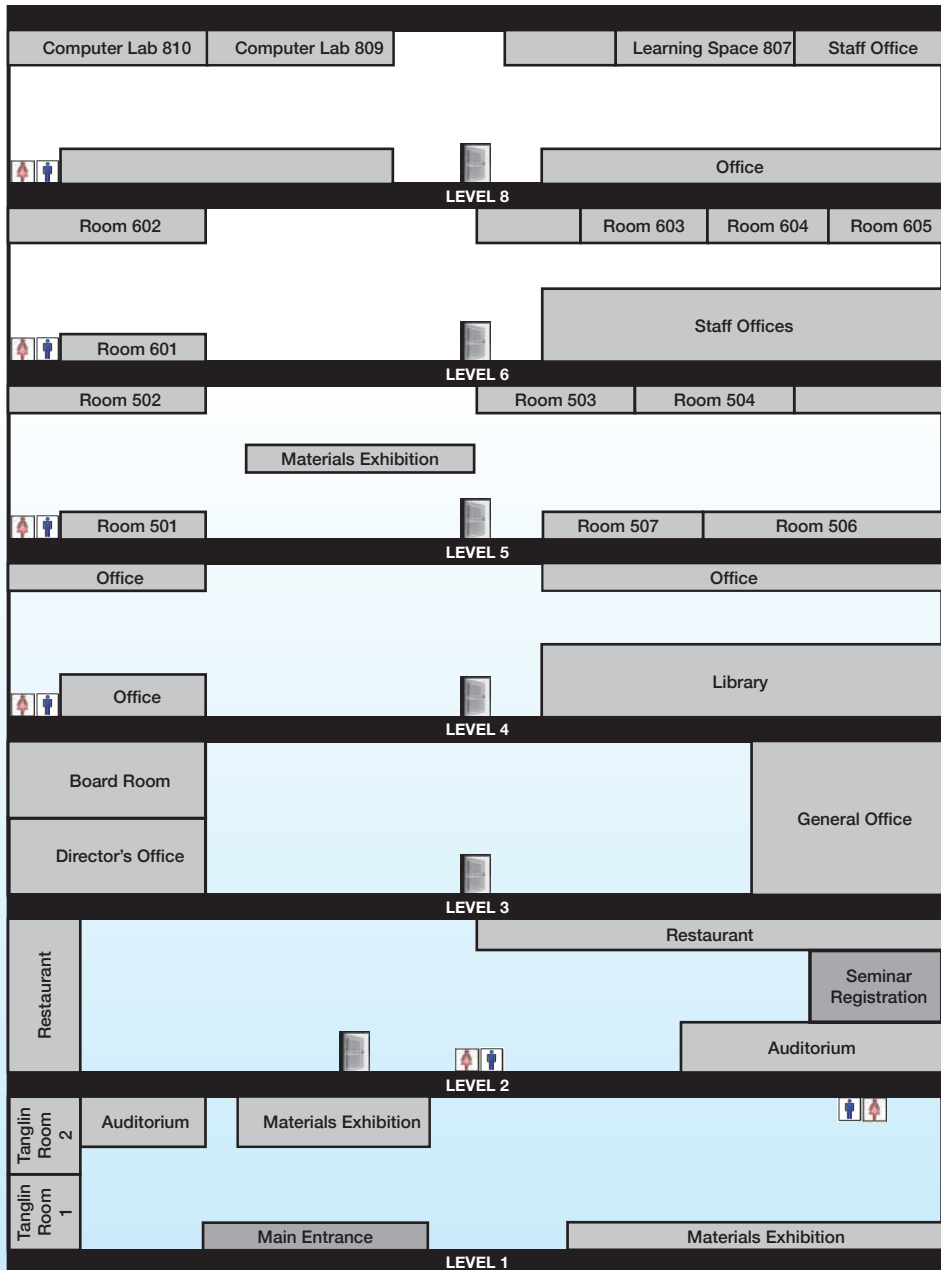 Computer Lab 810
Computer Lab 809
Learning Space 807
Staff Office
Office
LEVEL 8
Room 602
Room 603
Room 604
Room 605
Staff Offices
Room 601
LEVEL 6
Room 502
Room 503
Room 504
Materials Exhibition
Room 501
Room 507
Room 506
LEVEL 5
Office
Office
Library
Office
LEVEL 4
Board Room
General Office
Director's Office
LEVEL 3
Restaurant
Restaurant
Seminar
Registration
Auditorium
LEVEL 2
Tanglin
Room
2
Auditorium
Materials Exhibition
Tanglin
Room
1
Main Entrance
Materials Exhibition
LEVEL 1